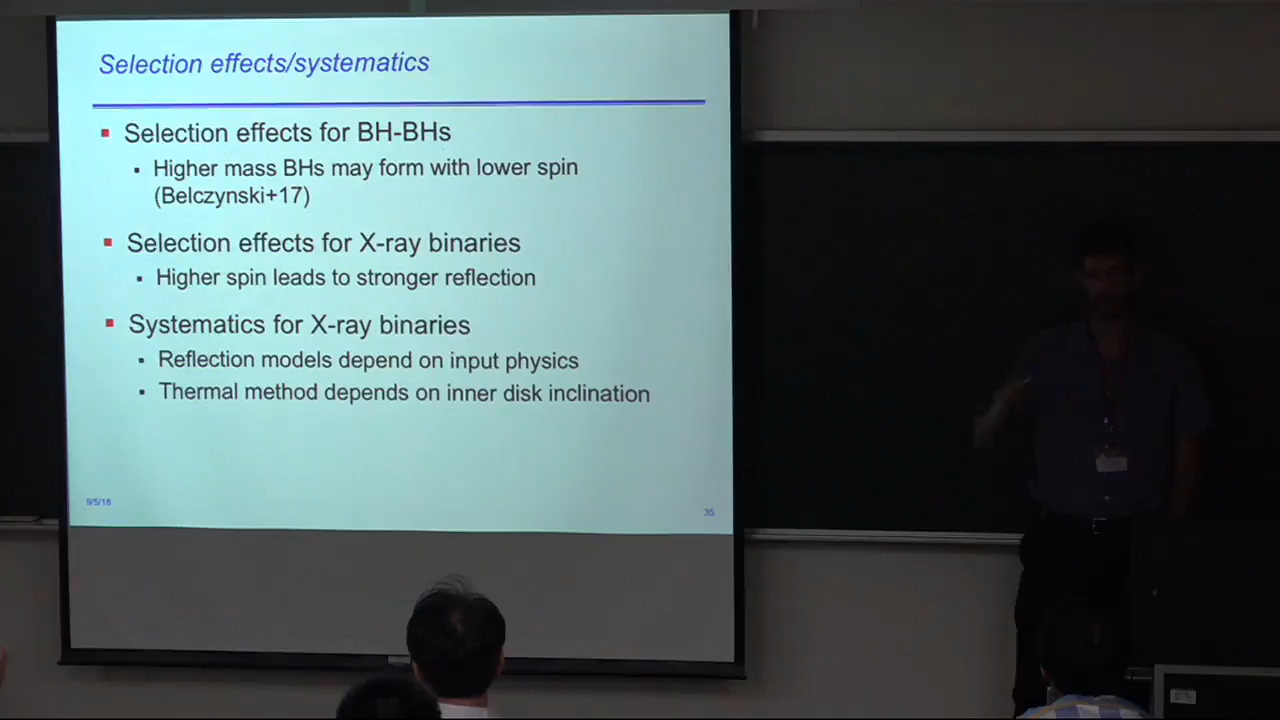 Selection effects/systematics
Selection effects for BH-BHs
Higher mass BHs may form with lower spin
(Belczynski+17)
Selection effects for X-ray binaries
Higher spin leads to stronger reflection
Systematics for X-ray binaries
Reflection models depend on input physics
Thermal method depends on inner disk inclination
9/5/18
35